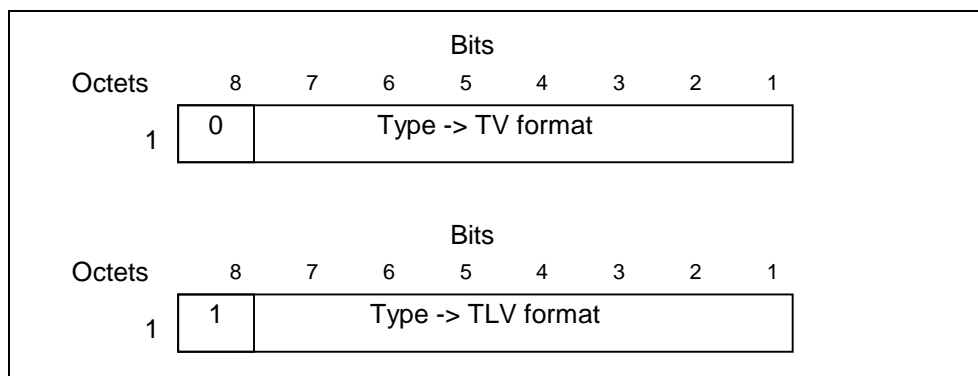 Bits
Octets 8 7 6 5 4 3 2 1
1 0 Type -> TV format
Bits
Octets 8 7 6 5 4 3 2 1
1 1 Type -> TLV format